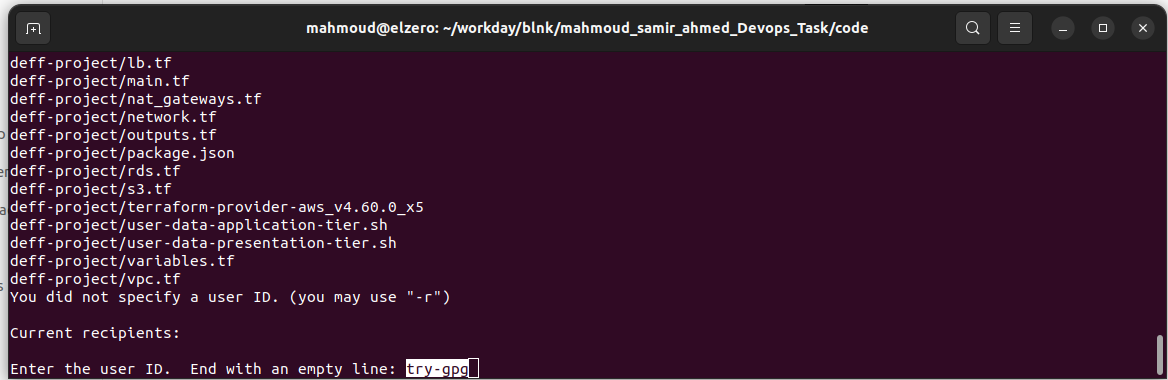 mahmoud@elzero: ~/workday/blnk/mahmoud_samir_ahmed_Devops_Task/code
deff-project/lb.tf
deff-project/main.tf
deff-project/nat_gateways.tf
deff-project/network.tf
deff-project/outputs.tf
deff-project/package.json
deff-project/rds.tf
deff-project/s3.tf
deff-project/terraform-provider-aws_v4.60.0_x5
deff-project/user-data-application-tier.sh
deff-project/user-data-presentation-tier.sh
deff-project/variables.tf
deff-project/vpc.tf
You did not specify a user ID. (you may use "-r")
Current recipients:
Enter the user ID.  End with an empty line: try-gpg